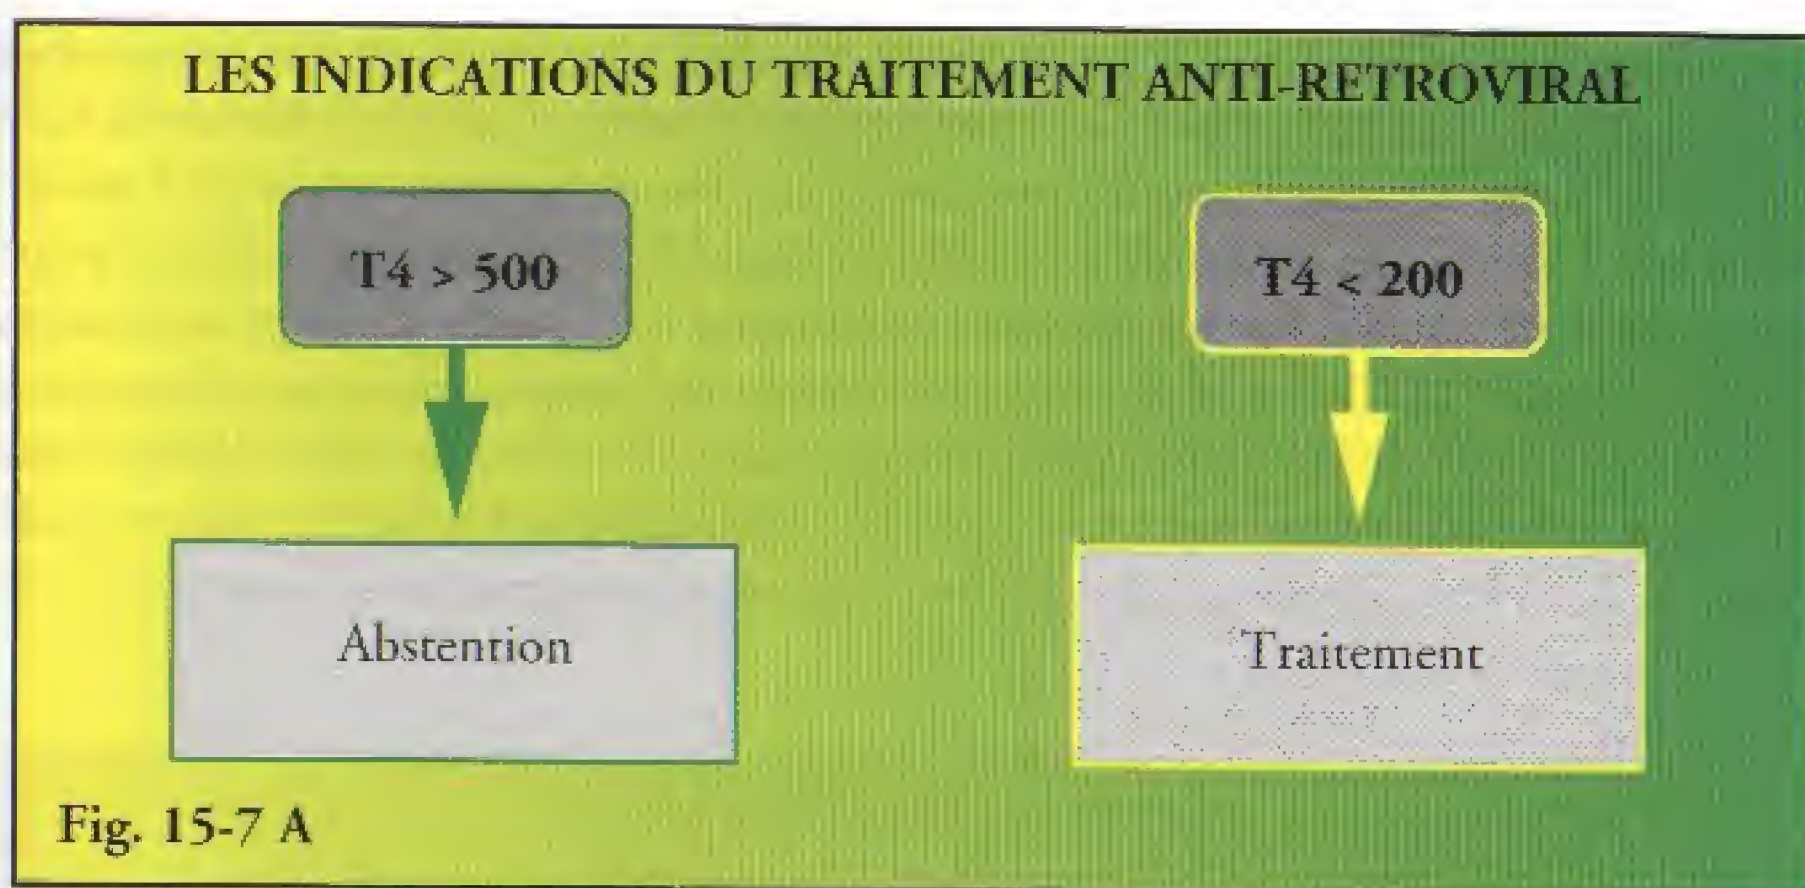 LES INDICATIONS DU TRAITEMENT ANTI-RETROVIRAL
T4 > 500
T4 < 200
Abstention
Traitement
Fig. 15-7 A